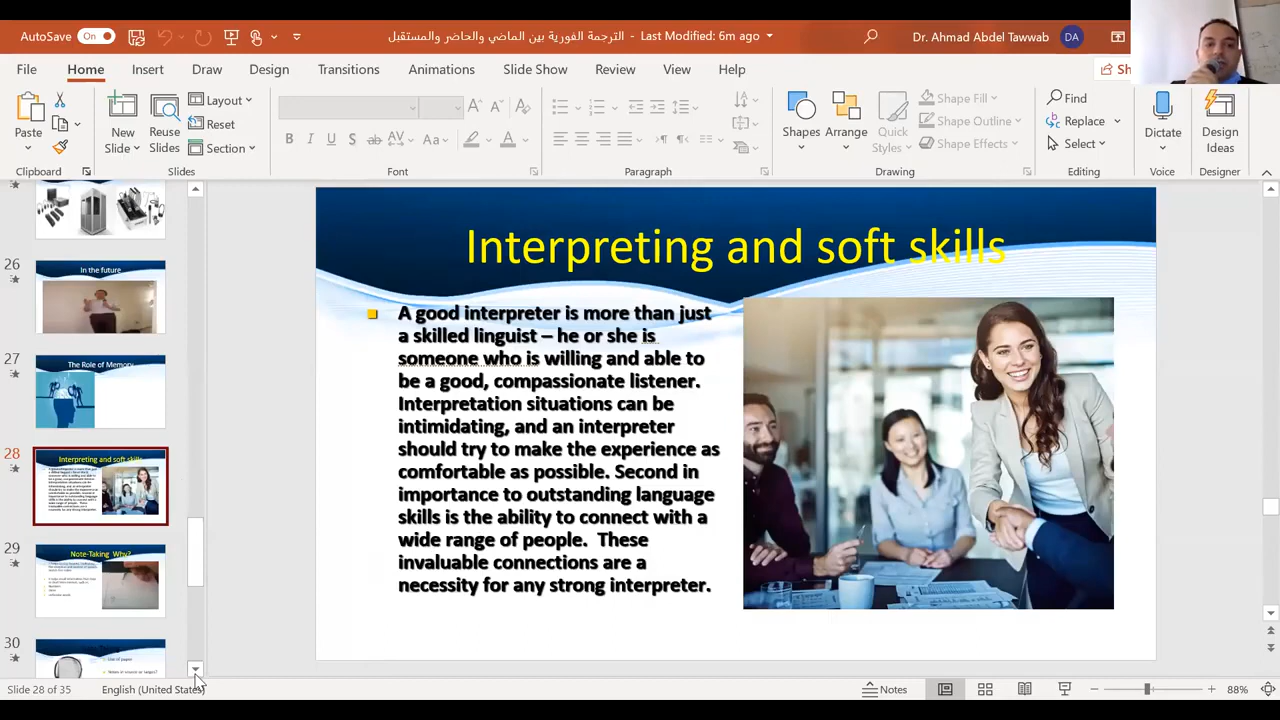 AutoSave On
الترجمة الفورية بين الماضي والحاضر والمستقبل - Last Modified: 6m ago
Dr. Ahmad Abdel Tawwab DA
File Home Insert Draw Design Transitions Animations Slide Show Review View Help Sh
Paste
Clipboard
New Slide
Reuse Slides
Layout
Reset
Section
Slides
B I U S ab AV Aa A
Font
Paragraph
Shapes
Arrange
Quick Styles
Shape Fill
Shape Outline
Shape Effects
Drawing
Find
Replace
Select
Editing
Dictate
Voice
Design Ideas
Designer
26
In the future
27
The Role of Memory
28
Interpreting and soft skills
29
Note-Taking Why?
30
Interpreting and soft skills
A good interpreter is more than just
a skilled linguist – he or she is
someone who is willing and able to
be a good, compassionate listener.
Interpretation situations can be
intimidating, and an interpreter
should try to make the experience as
comfortable as possible. Second in
importance to outstanding language
skills is the ability to connect with a
wide range of people. These
invaluable connections are a
necessity for any strong interpreter.
Slide 28 of 35 English (United States) Notes 88%